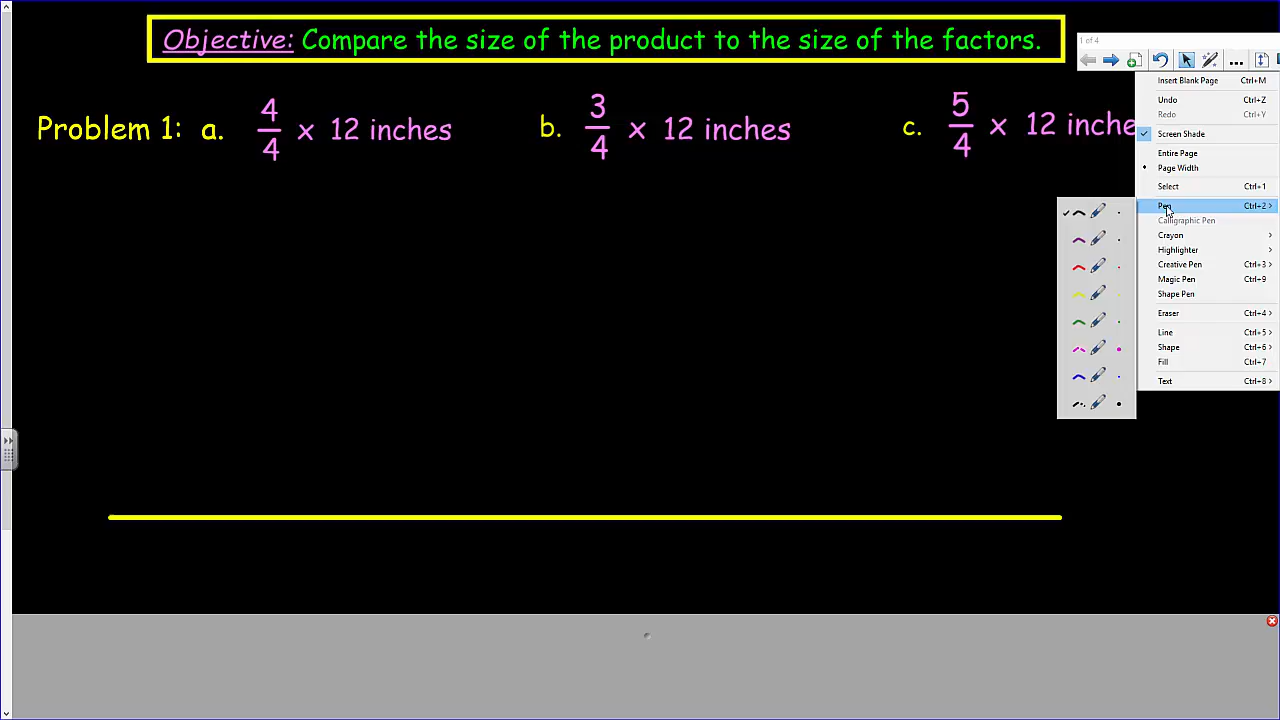 Objective: Compare the size of the product to the size of the factors.
1 of 4
Problem 1: a. 4/4 x 12 inches b. 3/4 x 12 inches c. 5/4 x 12 inche
Insert Blank Page Ctrl+M
Undo Ctrl+Z
Redo Ctrl+Y
Screen Shade
Entire Page
Page Width
Select Ctrl+1
Pen Ctrl+2
Calligraphic Pen
Crayon
Highlighter
Creative Pen Ctrl+3
Magic Pen Ctrl+9
Shape Pen
Eraser Ctrl+4
Line Ctrl+5
Shape Ctrl+6
Fill Ctrl+7
Text Ctrl+8